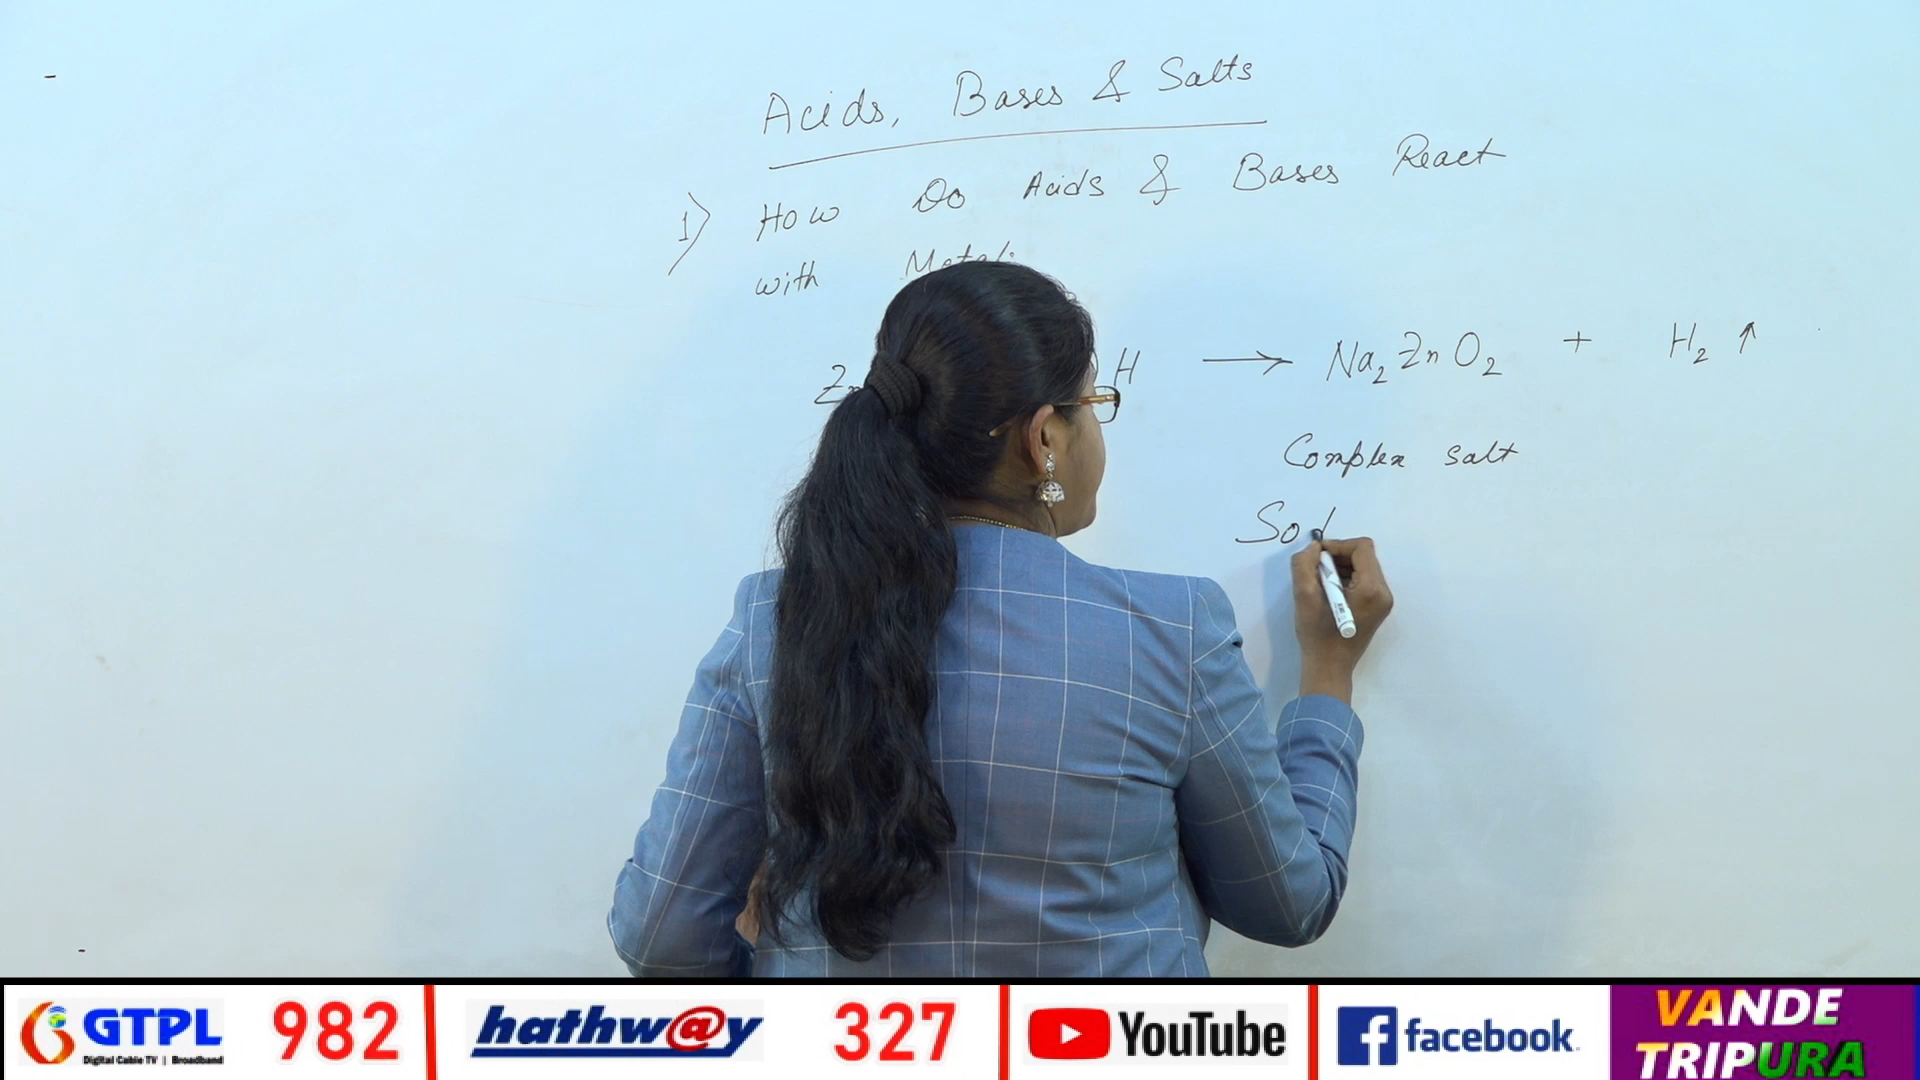 Acids, Bases & Salts
1) How Do Acids & Bases React
with
H → Na₂ZnO₂ + H₂ ↑
Complex salt
Sod
GTPL 982 hathw@y 327 YouTube facebook VANDE TRIPURA
Digital Cable TV | Broadband